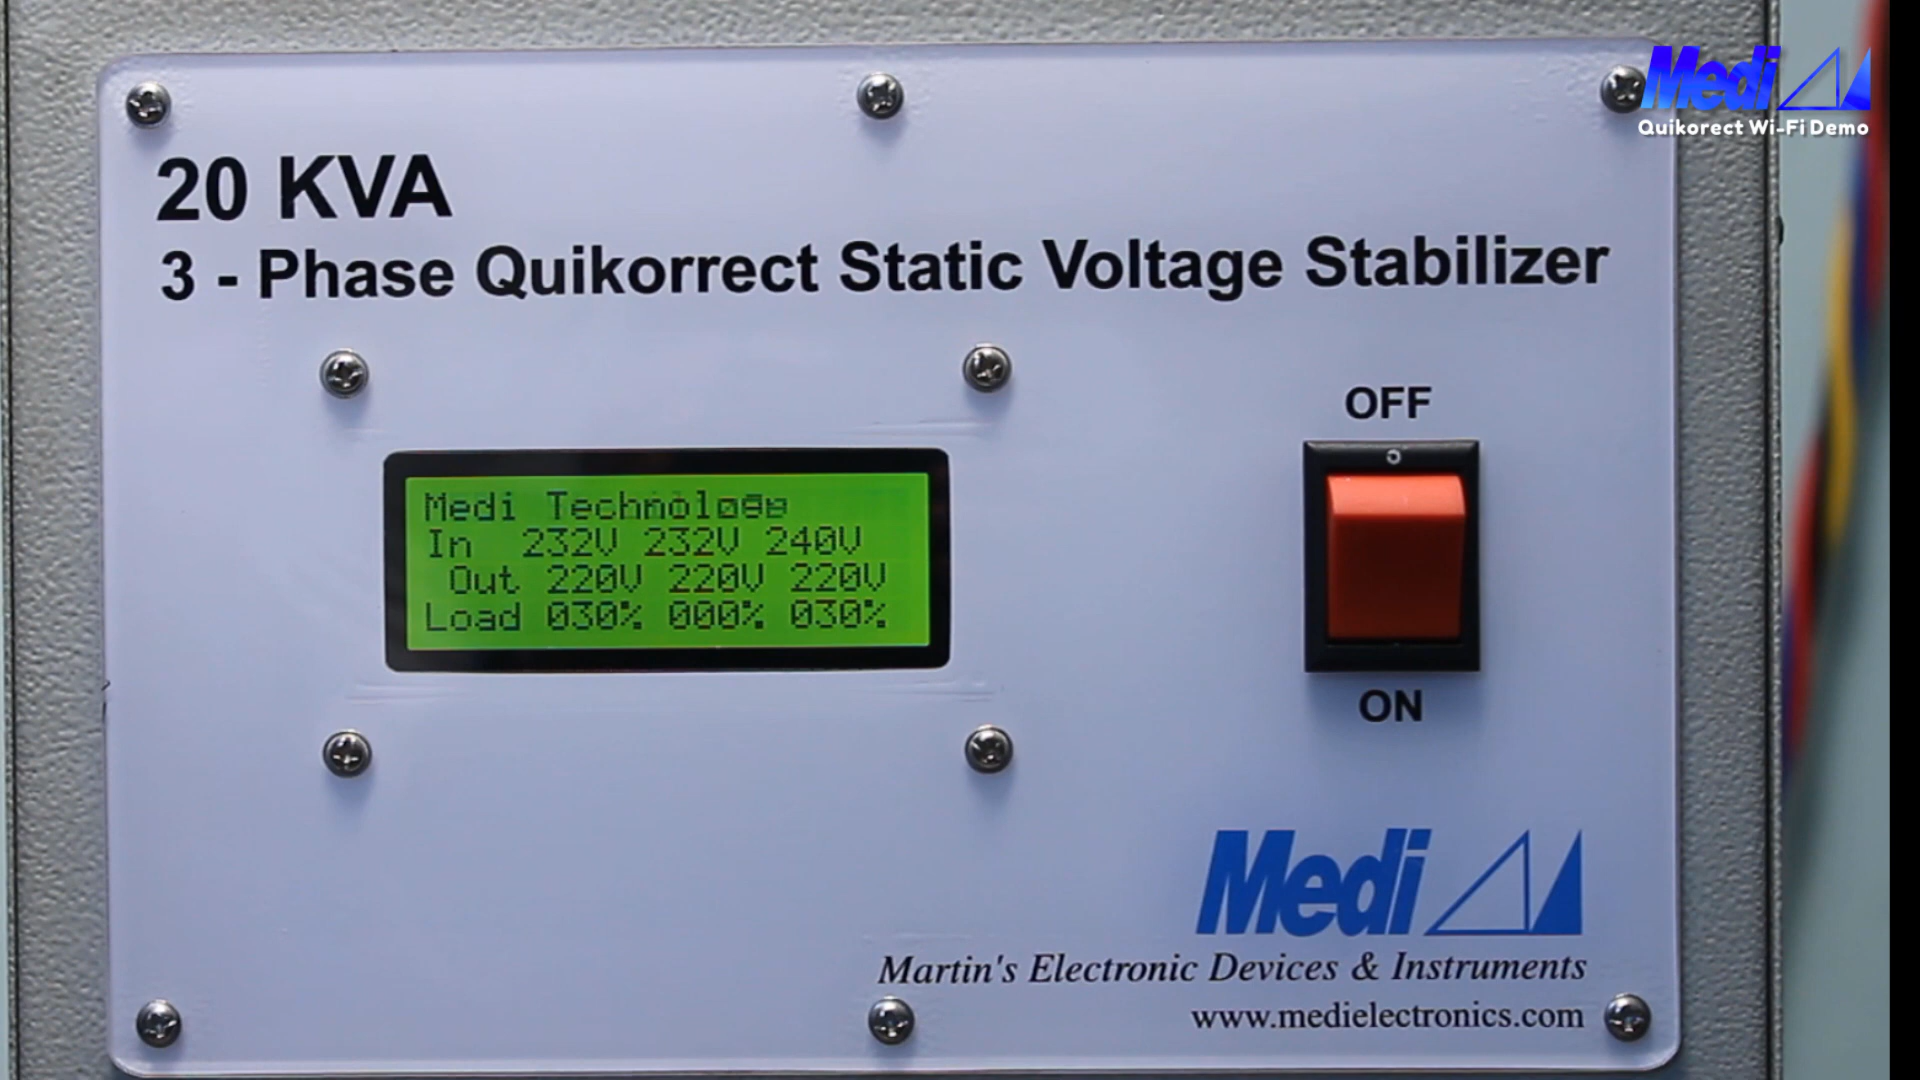 Medi
Quikorect Wi-Fi Demo
20 KVA
3 - Phase Quikorrect Static Voltage Stabilizer
OFF
Medi Technology
In 232V 232V 240V
Out 220V 220V 220V
Load 030% 000% 030%
ON
Medi
Martin's Electronic Devices & Instruments
www.medielectronics.com